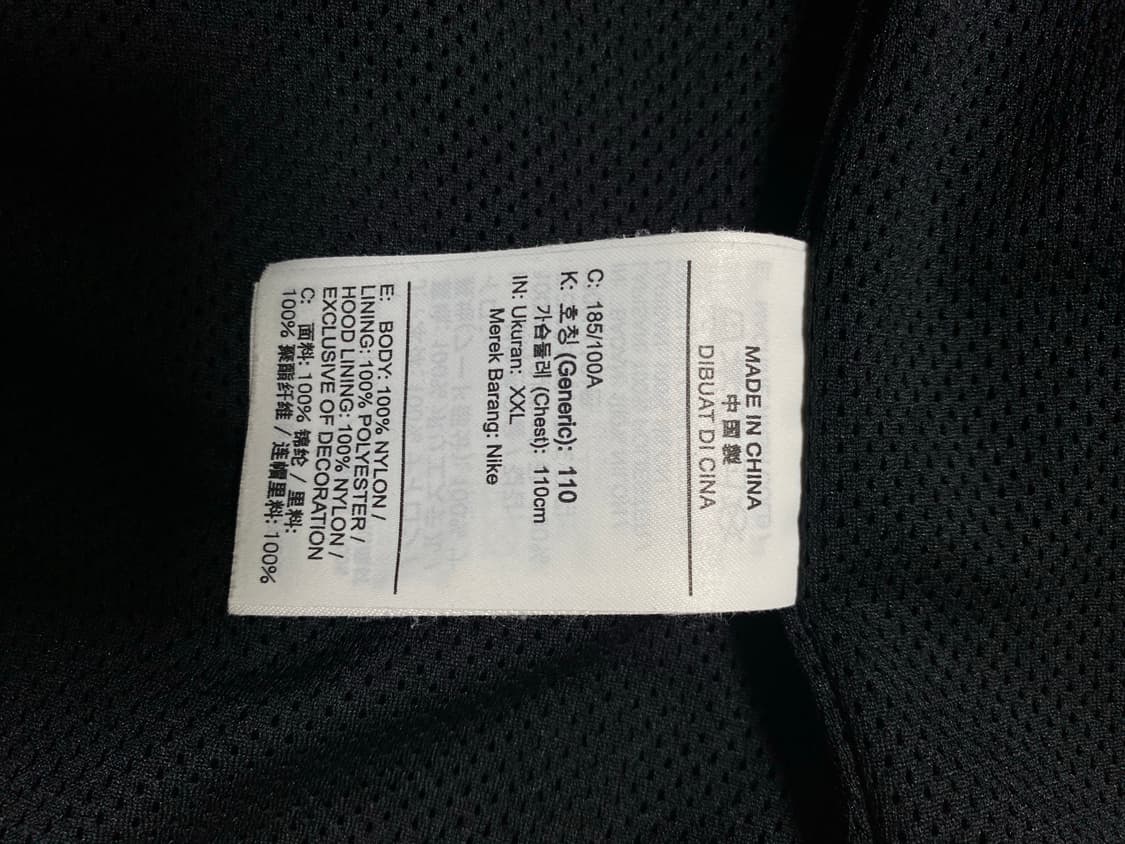 MADE IN CHINA
中國製
DIBUAT DI CINA
C: 185/100A
K: 호칭 (Generic): 110
가슴둘레 (Chest): 110cm
IN: Ukuran: XXL
Merek Barang: Nike
E: BODY: 100% NYLON /
LINING: 100% POLYESTER /
HOOD LINING: 100% NYLON /
EXCLUSIVE OF DECORATION
C: 面料: 100% 锦纶 / 里料:
100% 聚酯纤维 / 连帽里料: 100%